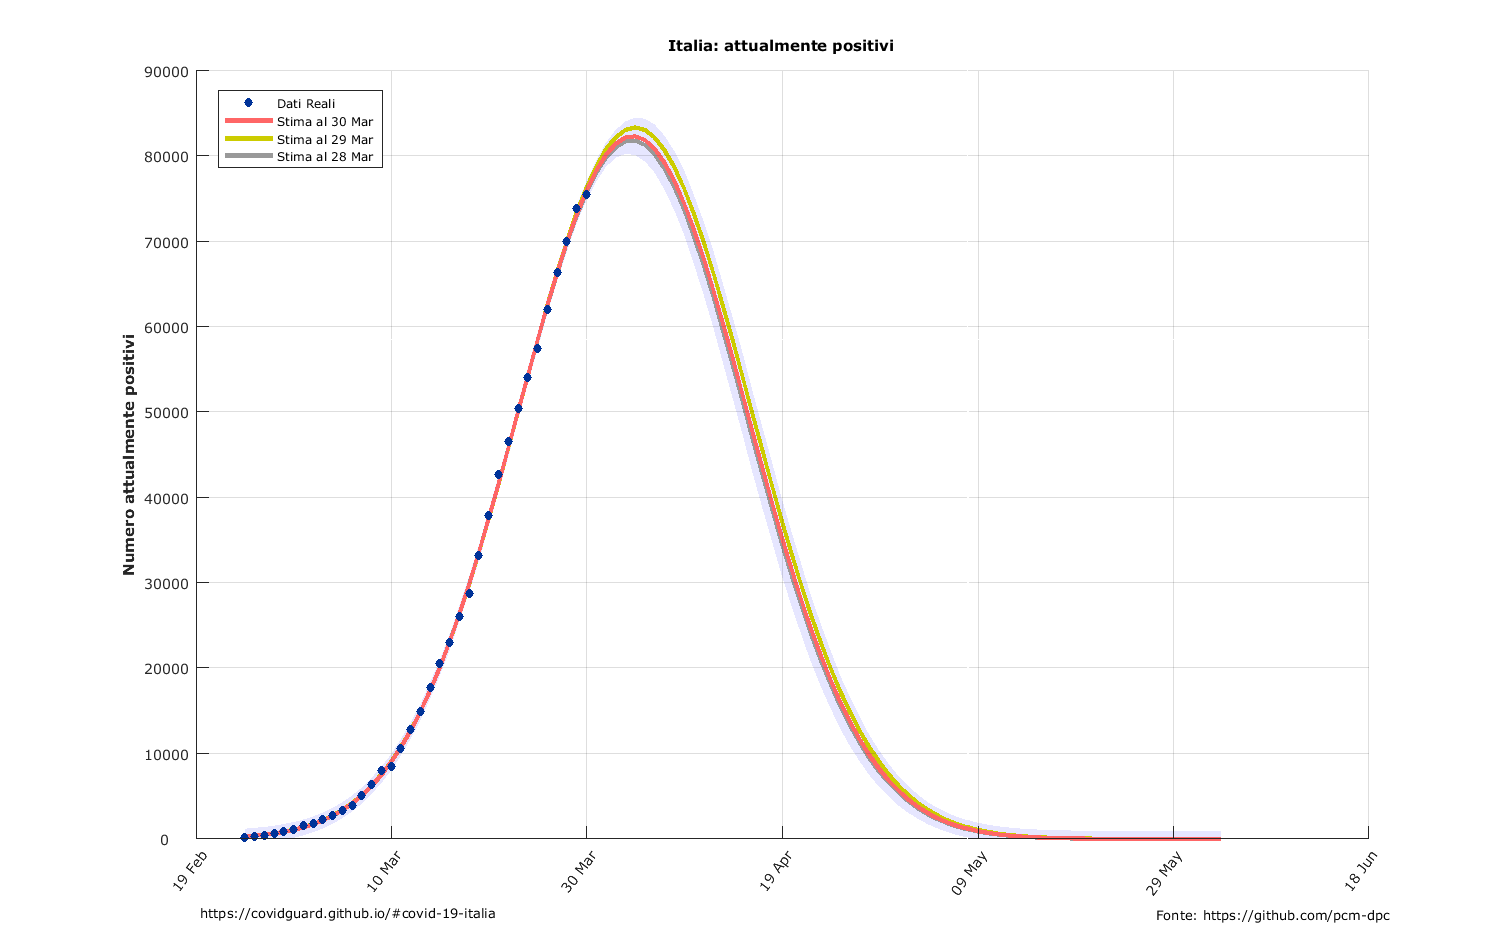 Italia: attualmente positivi
90000
80000
70000
60000
50000
40000
30000
20000
10000
0
Numero attualmente positivi
Dati Reali
Stima al 30 Mar
Stima al 29 Mar
Stima al 28 Mar
19 Feb
10 Mar
30 Mar
19 Apr
09 May
29 May
18 Jun
https://covidguard.github.io/#covid-19-italia
Fonte: https://github.com/pcm-dpc